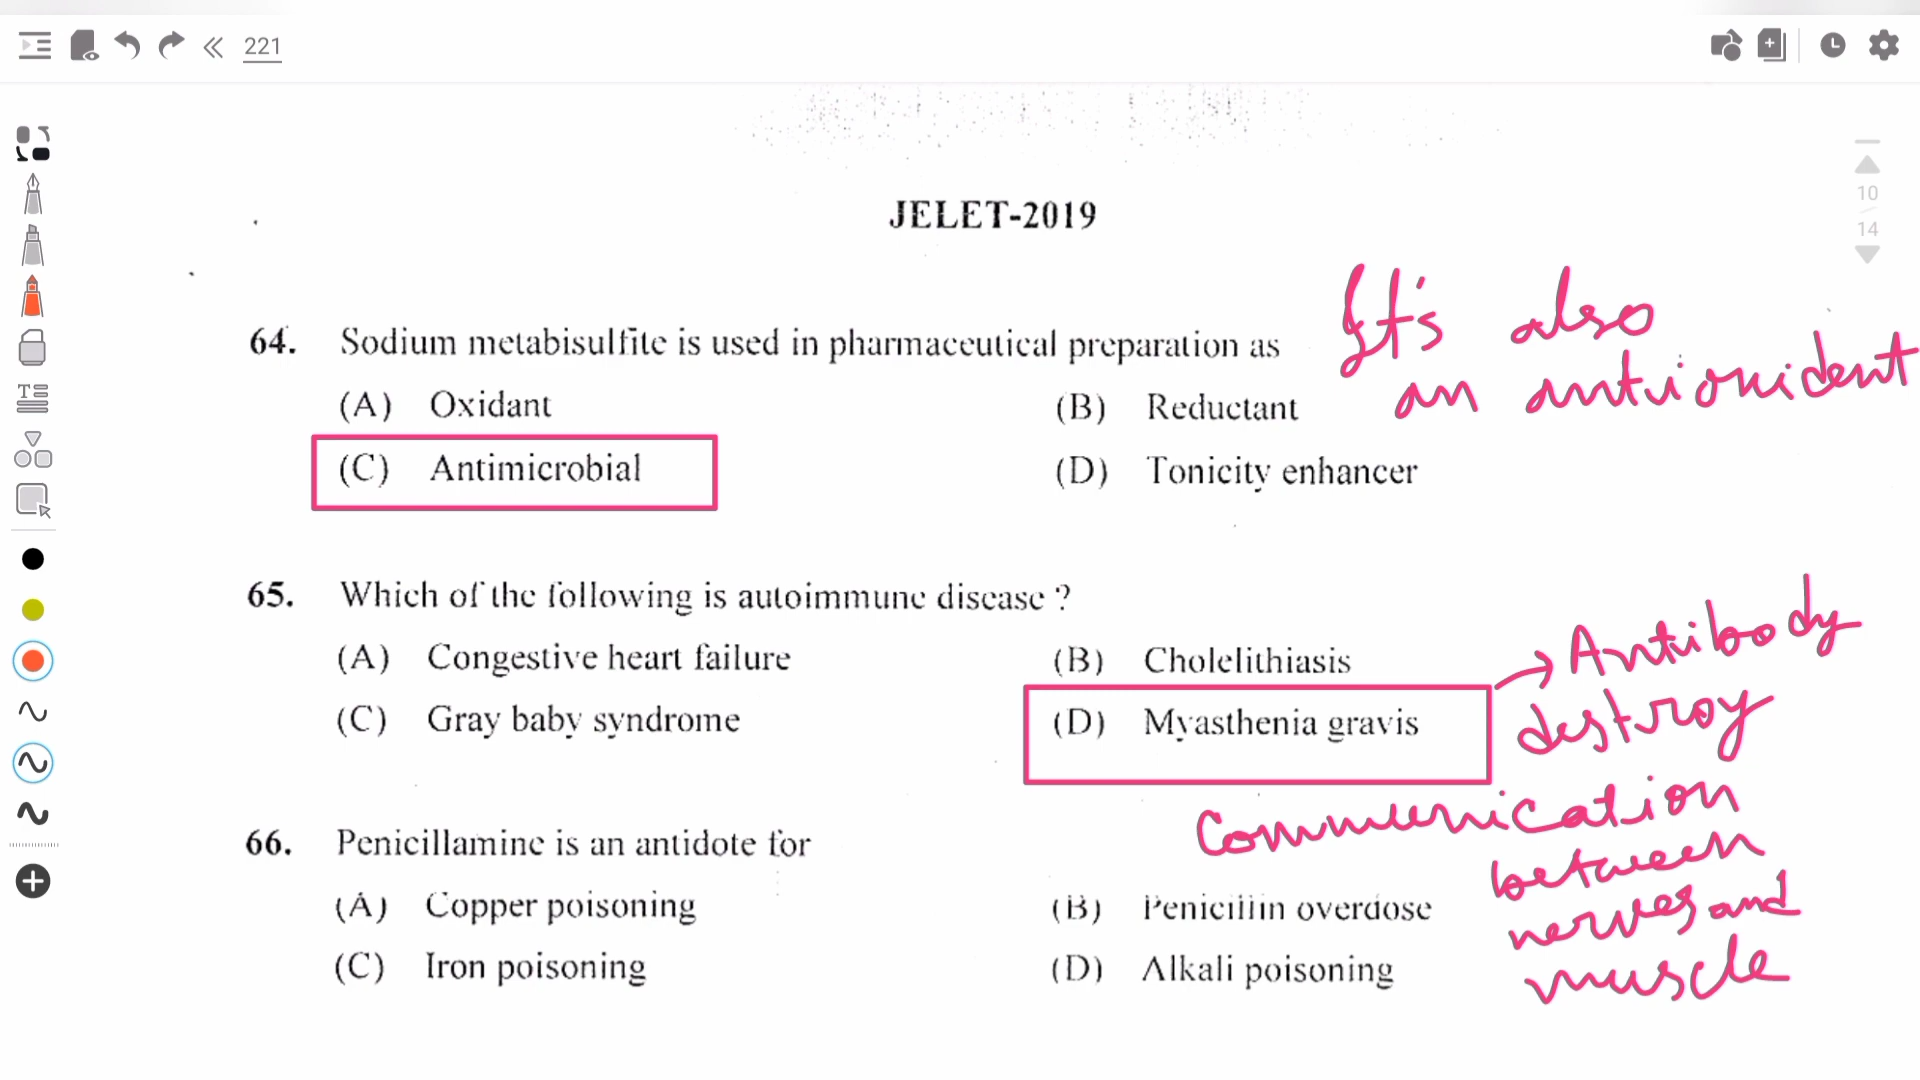 221
10
14
JELET-2019
64. Sodium metabisulfite is used in pharmaceutical preparation as
(A) Oxidant (B) Reductant
(C) Antimicrobial (D) Tonicity enhancer
It's also
an antioxident
65. Which of the following is autoimmune disease ?
(A) Congestive heart failure (B) Cholelithiasis
(C) Gray baby syndrome (D) Myasthenia gravis
→ Antibody
destroy
communication
between
nerves and
muscle
66. Penicillamine is an antidote for
(A) Copper poisoning (B) Penicillin overdose
(C) Iron poisoning (D) Alkali poisoning